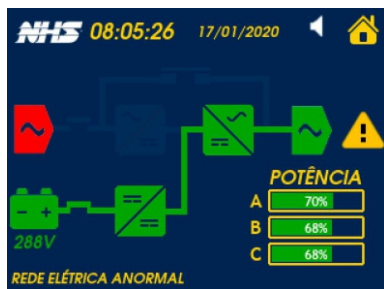 NHS 08:05:26 17/01/2020
POTÊNCIA
A 70%
B 68%
C 68%
288V
REDE ELÉTRICA ANORMAL